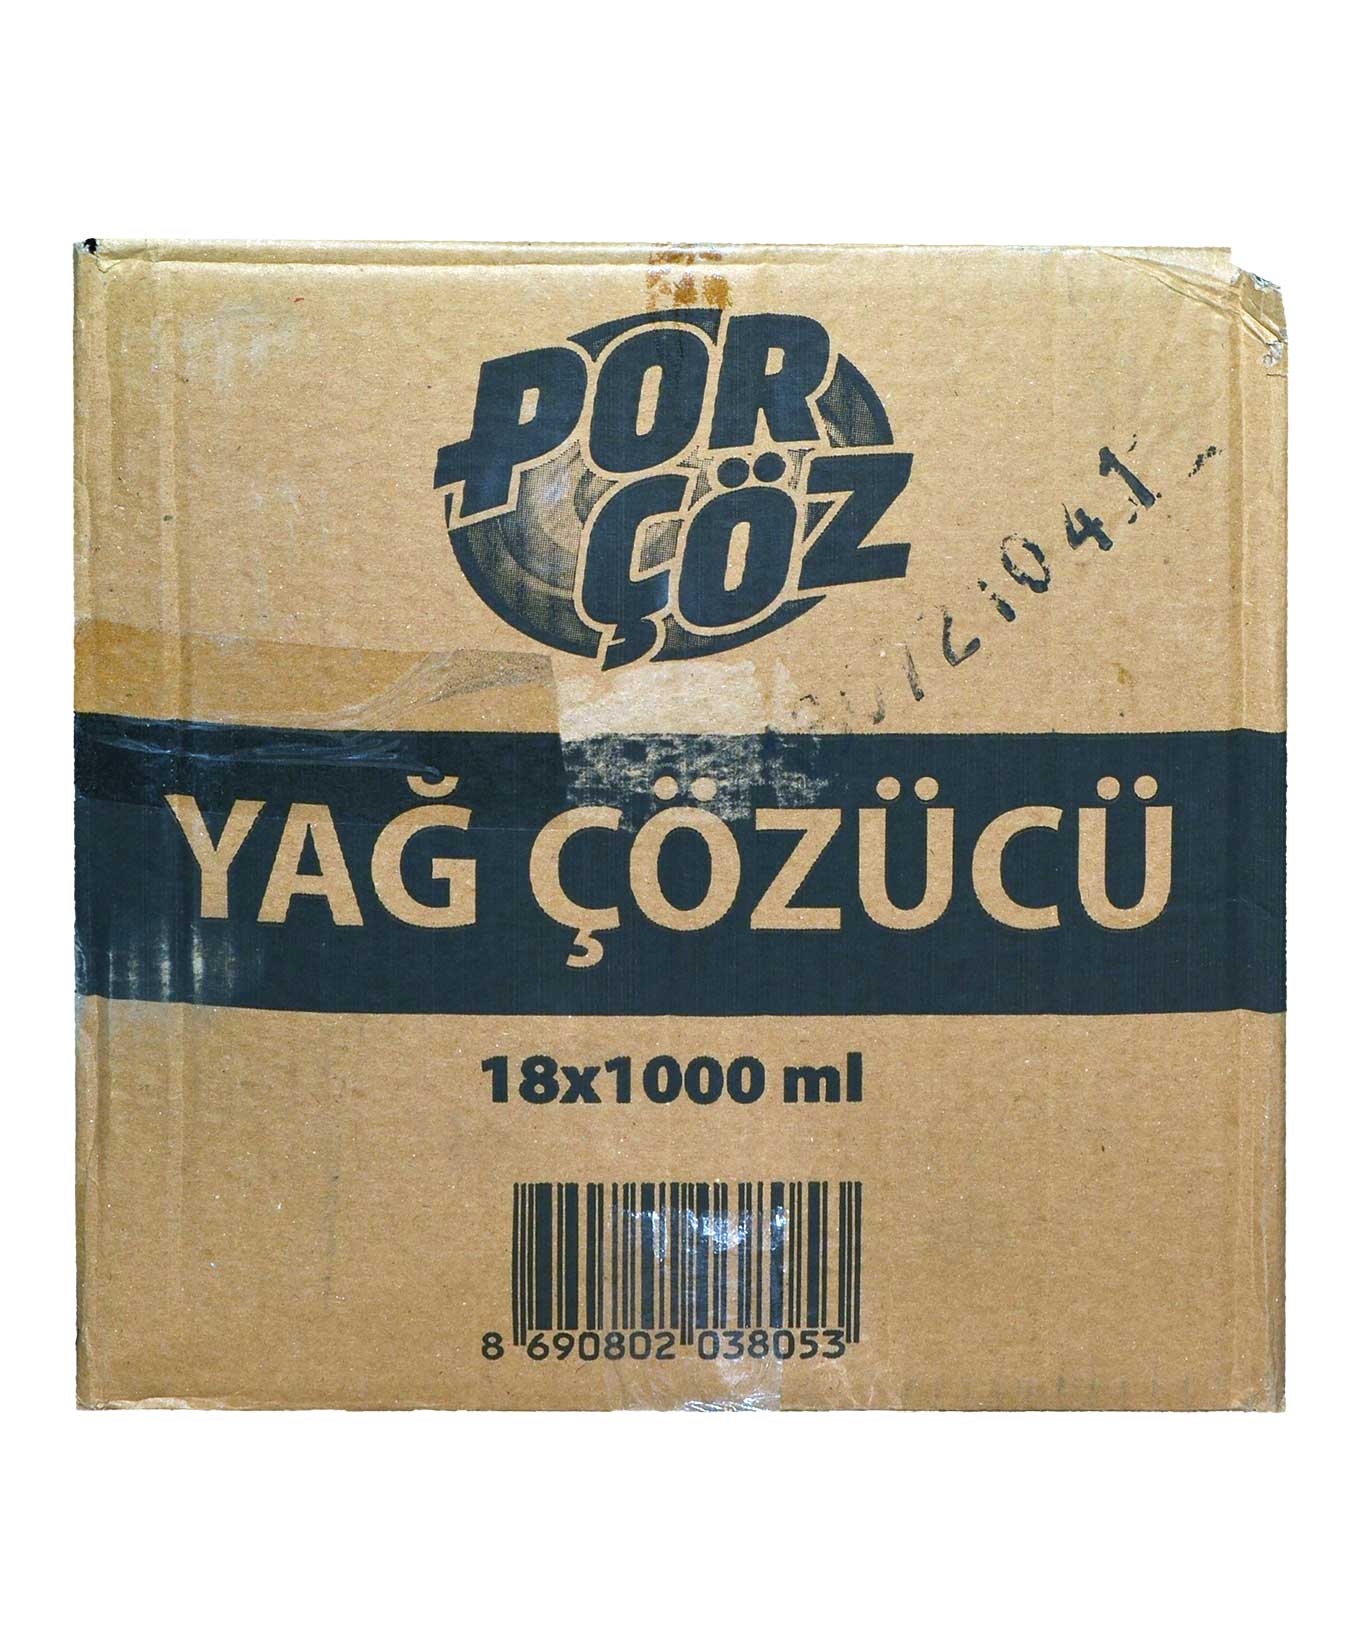 POR
ÇÖZ
YAĞ ÇÖZÜCÜ
18x1000 ml
8 690802 038053